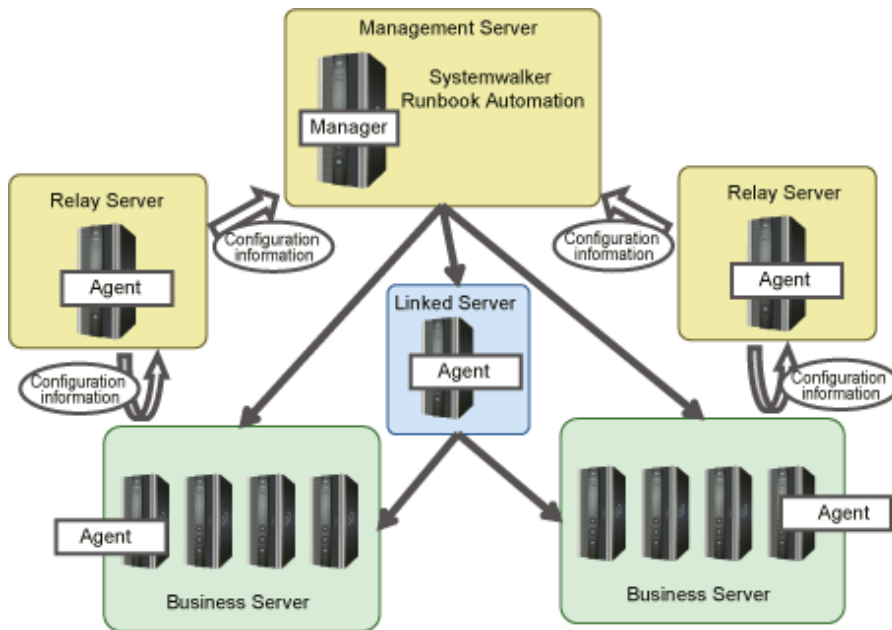 Management Server
Systemwalker
Runbook Automation
Manager
Relay Server
Configuration
information
Configuration
information
Relay Server
Agent
Linked Server
Agent
Agent
Configuration
information
Configuration
information
Agent
Business Server
Agent
Business Server